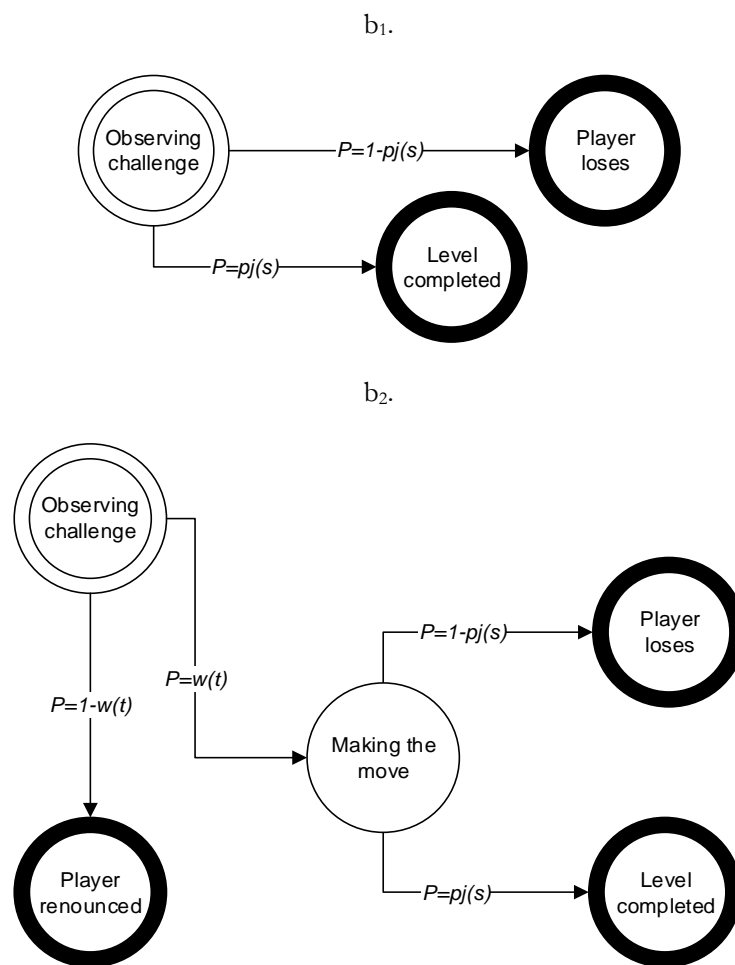 b₁.
Observing
challenge
P=1-pj(s)
Player
loses
P=pj(s)
Level
completed
b₂.
Observing
challenge
P=1-pj(s)
Player
loses
P=w(t)
P=1-w(t)
Making the
move
Player
renounced
P=pj(s)
Level
completed